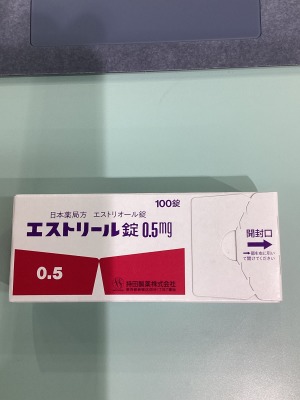 100錠
日本薬局方 エストリオール錠
エストリール錠 0.5mg
0.5
開封口
持田製薬株式会社